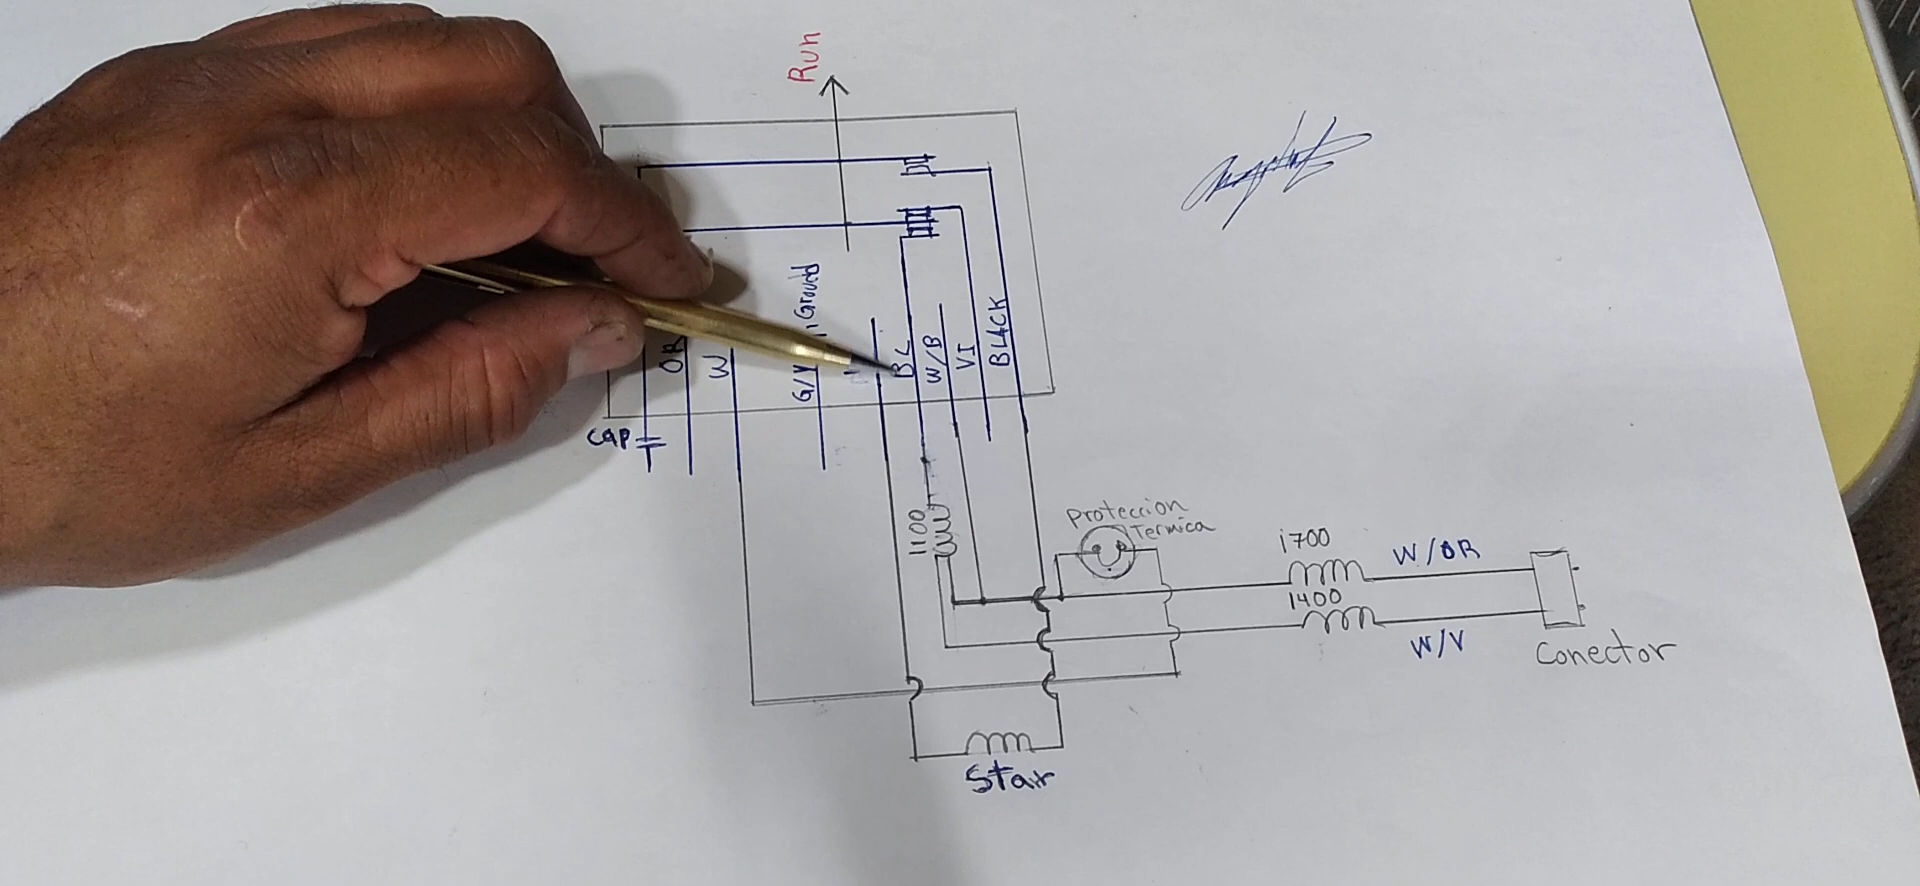 Run
Ground
OR
W
G/Y
BL
W/B
VI
BLACK
Cap
1100
Proteccion
Termica
1700
W/OR
1400
W/V
Conector
Star